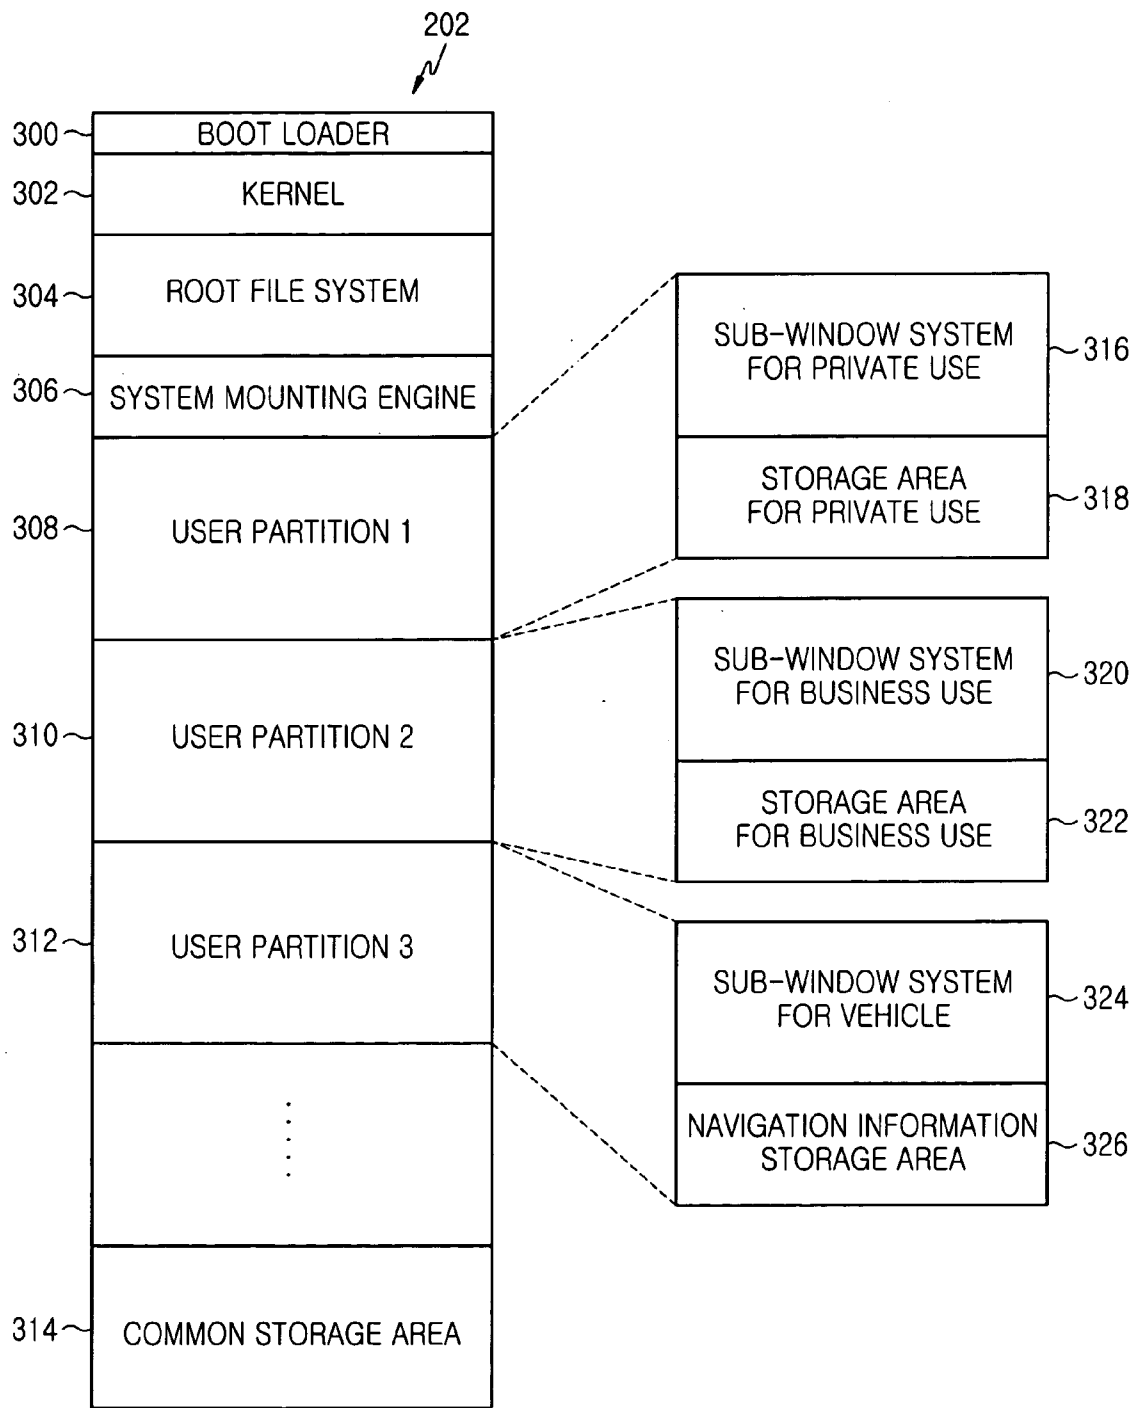 202
300
BOOT LOADER
302
KERNEL
304
ROOT FILE SYSTEM
306
SYSTEM MOUNTING ENGINE
308
USER PARTITION 1
310
USER PARTITION 2
312
USER PARTITION 3
314
COMMON STORAGE AREA
SUB-WINDOW SYSTEM
FOR PRIVATE USE
316
STORAGE AREA
FOR PRIVATE USE
318
SUB-WINDOW SYSTEM
FOR BUSINESS USE
320
STORAGE AREA
FOR BUSINESS USE
322
SUB-WINDOW SYSTEM
FOR VEHICLE
324
NAVIGATION INFORMATION
STORAGE AREA
326